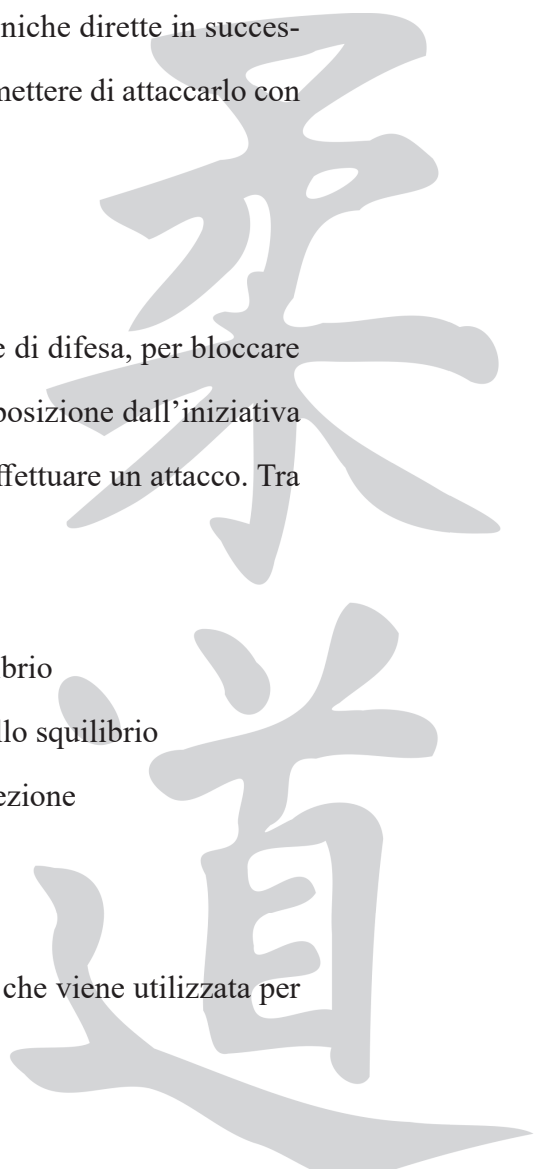 niche dirette in succes-
mettere di attaccarlo con
e di difesa, per bloccare
posizione dall’iniziativa
ffettuare un attacco. Tra
brio
llo squilibrio
ezione
che viene utilizzata per
柔
道